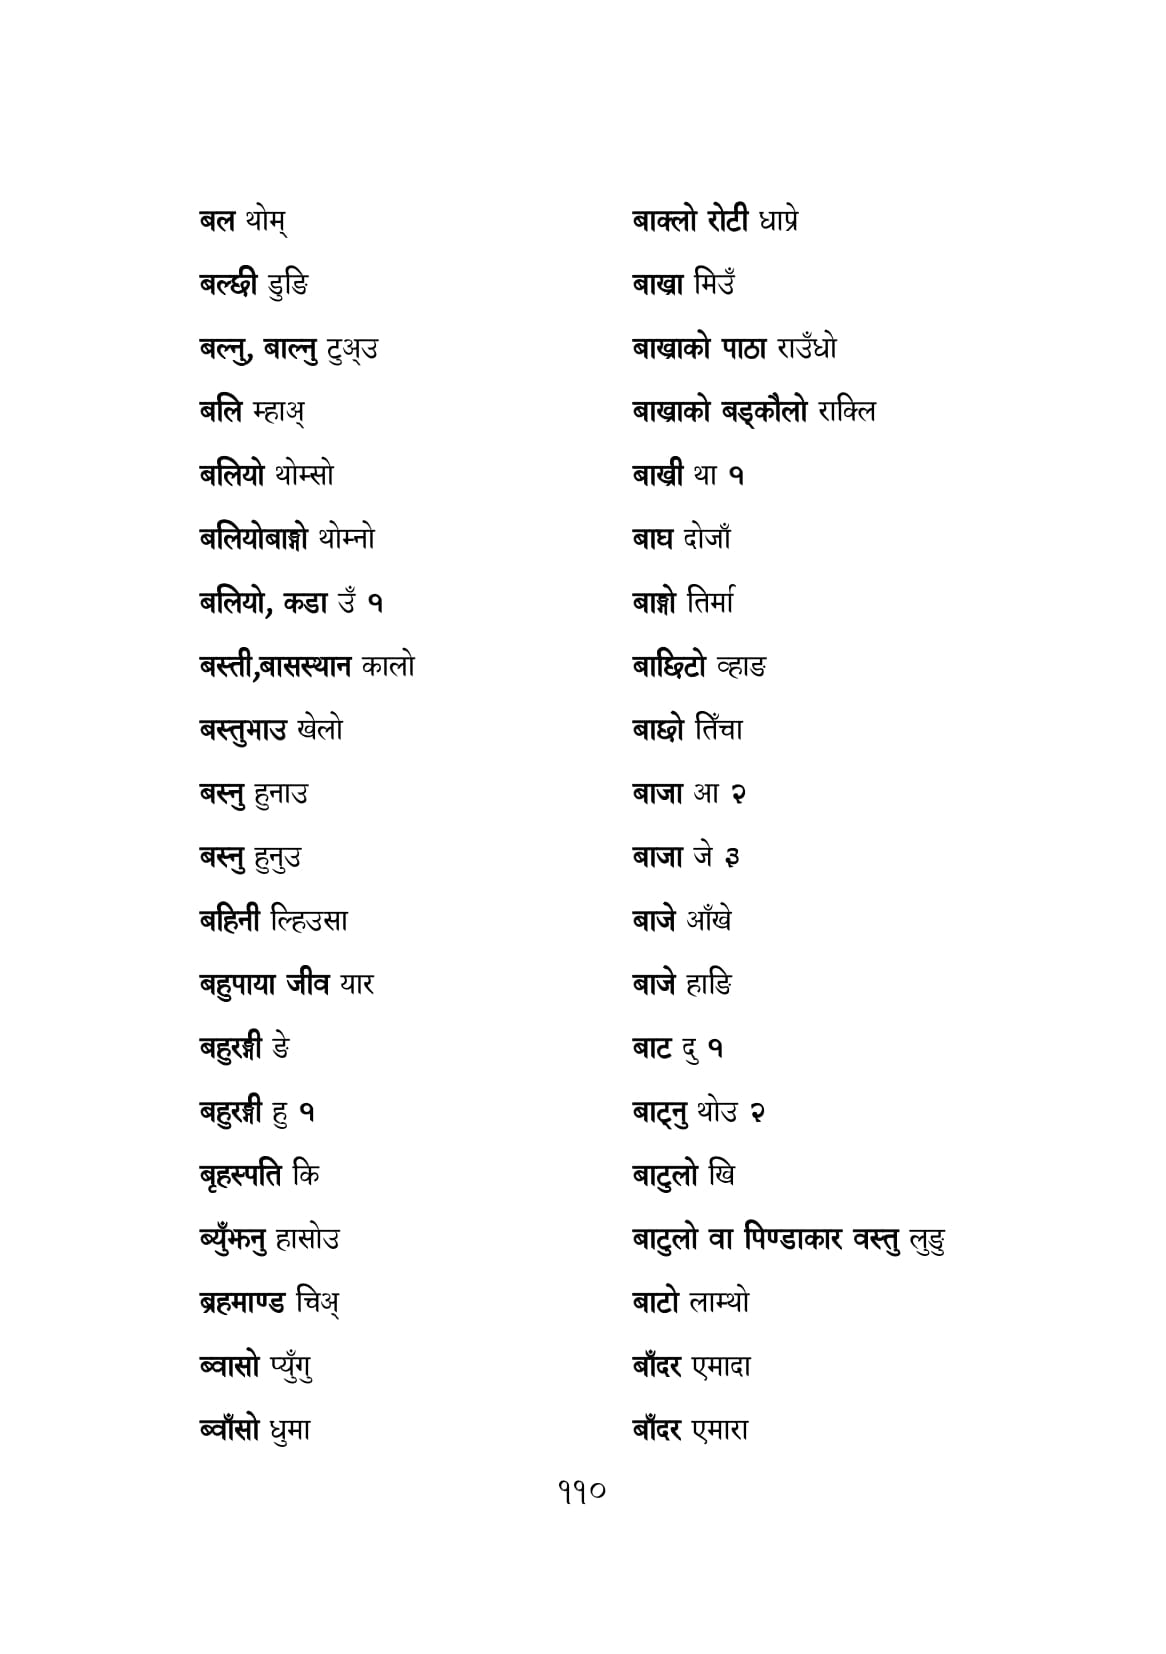 बल थोम्
बल्छी डुङि
बल्नु, बाल्नु टुअ्उ
बलि म्हाअ्
बलियो थोम्सो
बलियोबाङ्गो थोम्नो
बलियो, कडा उँ १
बस्ती,बासस्थान कालो
बस्तुभाउ खेलो
बस्नु हुनाउ
बस्नु हुनुउ
बहिनी ल्हिउसा
बहुपाया जीव यार
बहुरङ्गी ङे
बहुरङ्गी हु १
बृहस्पति कि
ब्युँझनु हासोउ
ब्रहमाण्ड चिअ्
ब्वासो प्युँगु
ब्वाँसो धुमा
बाक्लो रोटी धाप्रे
बाख्रा मिउँ
बाख्राको पाठा राउँधो
बाख्राको बड्कौलो राक्लि
बाख्री था १
बाघ दोजाँ
बाङ्गो तिर्मा
बाछिटो व्हाङ
बाछो तिँचा
बाजा आ २
बाजा जे ३
बाजे आँखे
बाजे हाङि
बाट दु १
बाट्नु थोउ २
बाटुलो खि
बाटुलो वा पिण्डाकार वस्तु लुङु
बाटो लाम्थो
बाँदर एमादा
बाँदर एमारा
११०